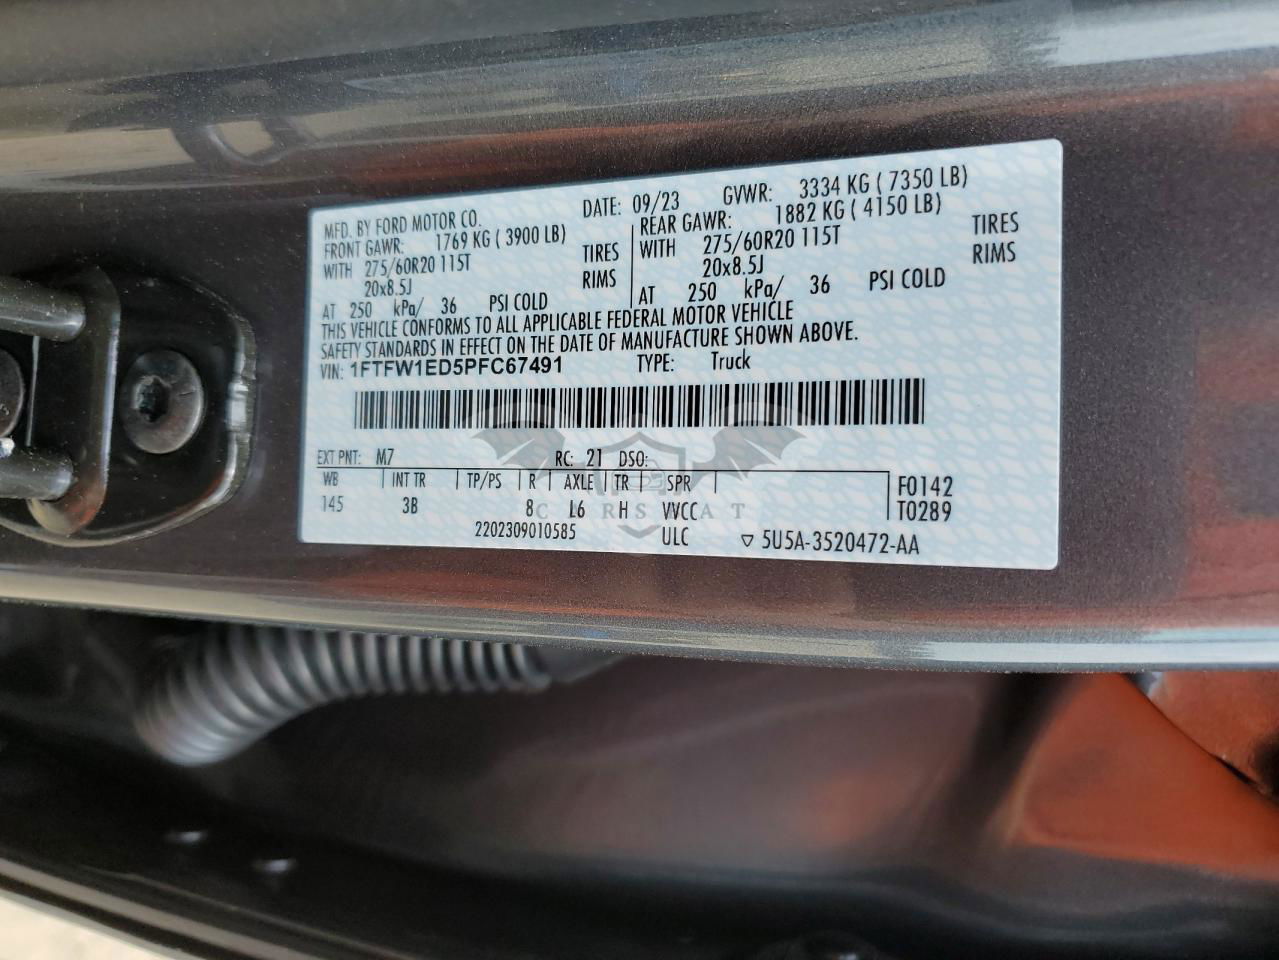 MFD. BY FORD MOTOR CO. DATE: 09/23 GVWR: 3334 KG ( 7350 LB)
FRONT GAWR: 1769 KG ( 3900 LB)
WITH 275/60R20 115T TIRES
20x8.5J RIMS
AT 250 kPa/ 36 PSI COLD
REAR GAWR: 1882 KG ( 4150 LB)
WITH 275/60R20 115T TIRES
20x8.5J RIMS
AT 250 kPa/ 36 PSI COLD
THIS VEHICLE CONFORMS TO ALL APPLICABLE FEDERAL MOTOR VEHICLE
SAFETY STANDARDS IN EFFECT ON THE DATE OF MANUFACTURE SHOWN ABOVE.
VIN: 1FTFW1ED5PFC67491 TYPE: Truck
EXT PNT: M7 RC: 21 DSO:
WB INT TR TP/PS R AXLE TR SPR F0142
145 3B 8 L6 H VVCC T0289
2202309010585 ULC ▽ 5U5A-3520472-AA